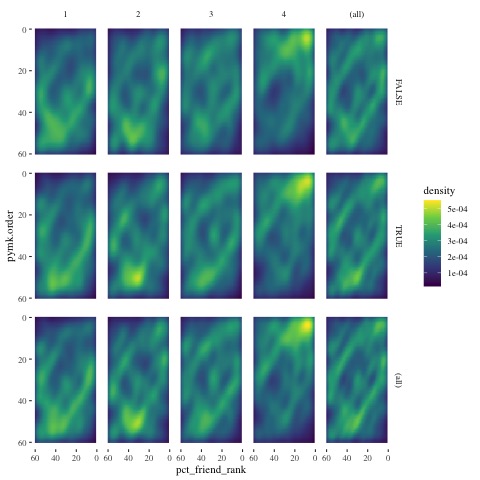 1 2 3 4 (all)
0
20
40
60
FALSE
0
20
40
60
TRUE
0
20
40
60
(all)
pymk.order
60 40 20 0 60 40 20 0 60 40 20 0 60 40 20 0 60 40 20 0
pct_friend_rank
density
5e-04
4e-04
3e-04
2e-04
1e-04